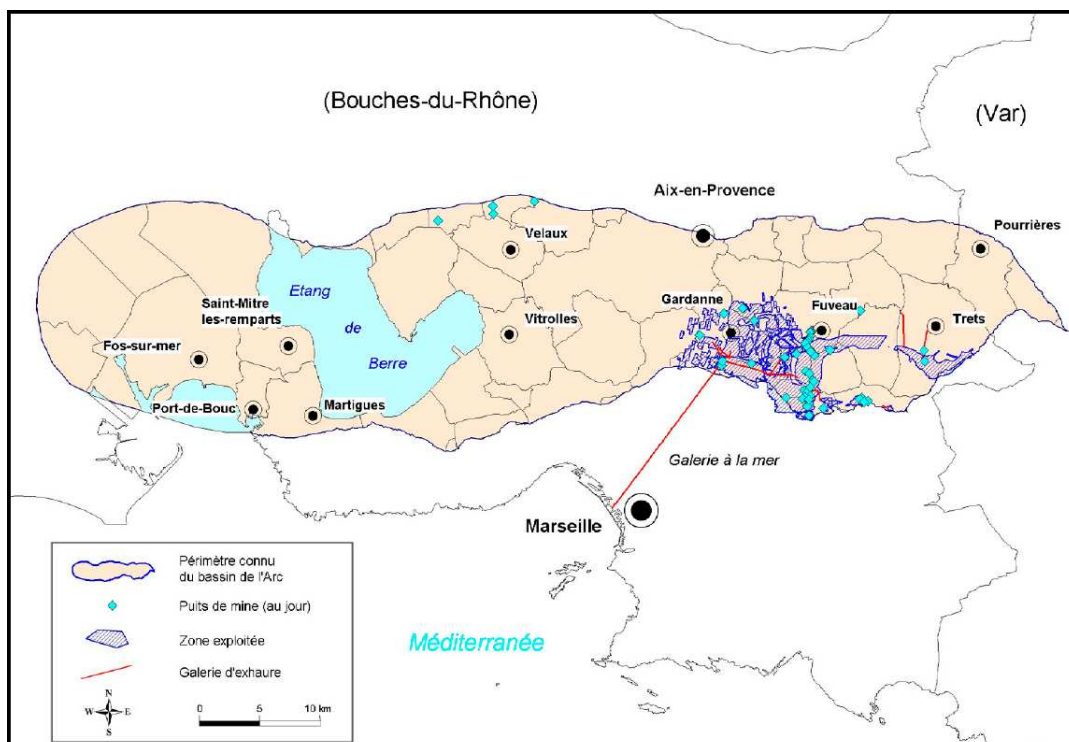 (Bouches-du-Rhône)
(Var)
Aix-en-Provence
Pourrières
Velaux
Etang
de
Berre
Saint-Mitre
les-remparts
Gardanne
Fuveau
Trets
Vitrolles
Fos-sur-mer
Port-de-Bouc
Martigues
Galerie à la mer
Marseille
Méditerranée
Périmètre connu
du bassin de l'Arc
Puits de mine (au jour)
Zone exploitée
Galerie d'exhaure
N
W E
S
0 5 10 km